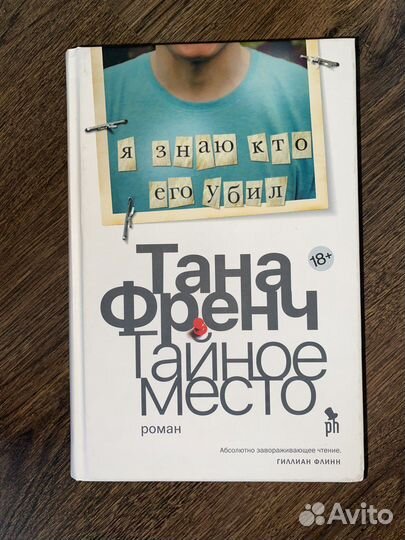 я знаю кто
его убил
Тана
Френч
18+
Тайное
место
роман
ph
Абсолютно завораживающее чтение.
ГИЛЛИАН ФЛИНН
Avito